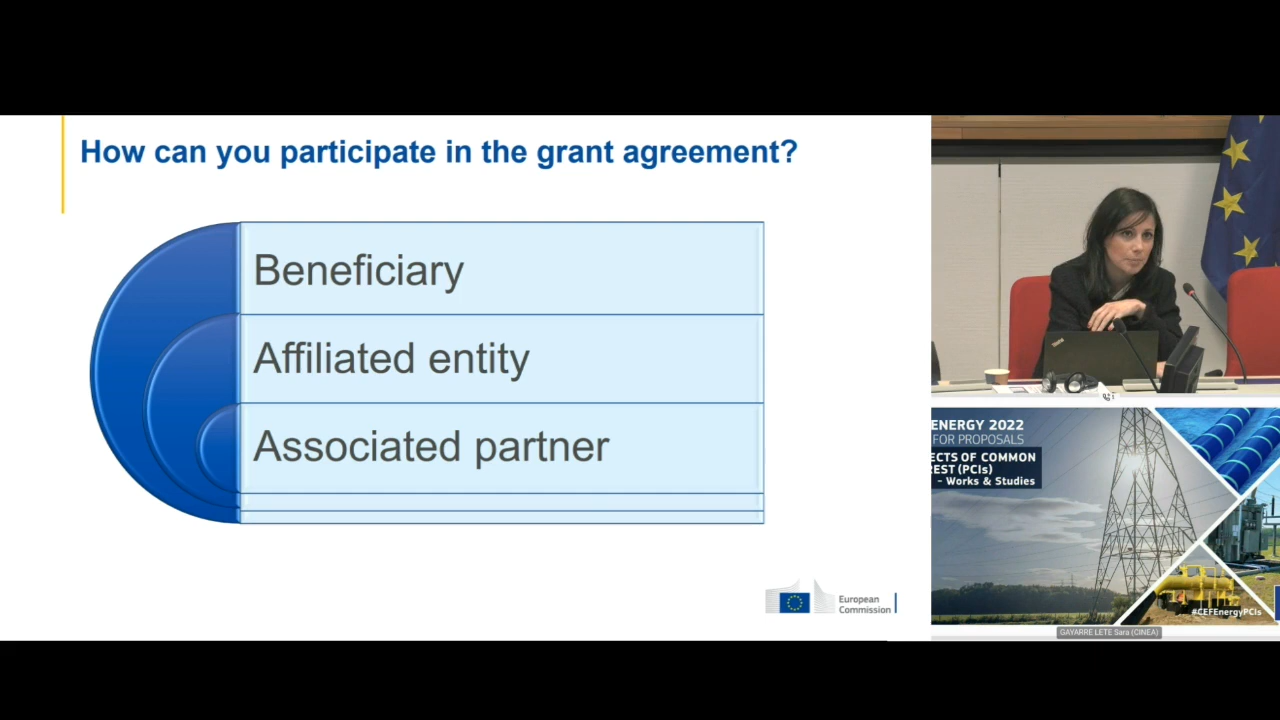 How can you participate in the grant agreement?
Beneficiary
Affiliated entity
Associated partner
European
Commission
ENERGY 2022
FOR PROPOSALS
ECTS OF COMMON
REST (PCIs)
- Works & Studies
#CEFEnergyPCIs
GAYARRE LETE Sara (CINEA)